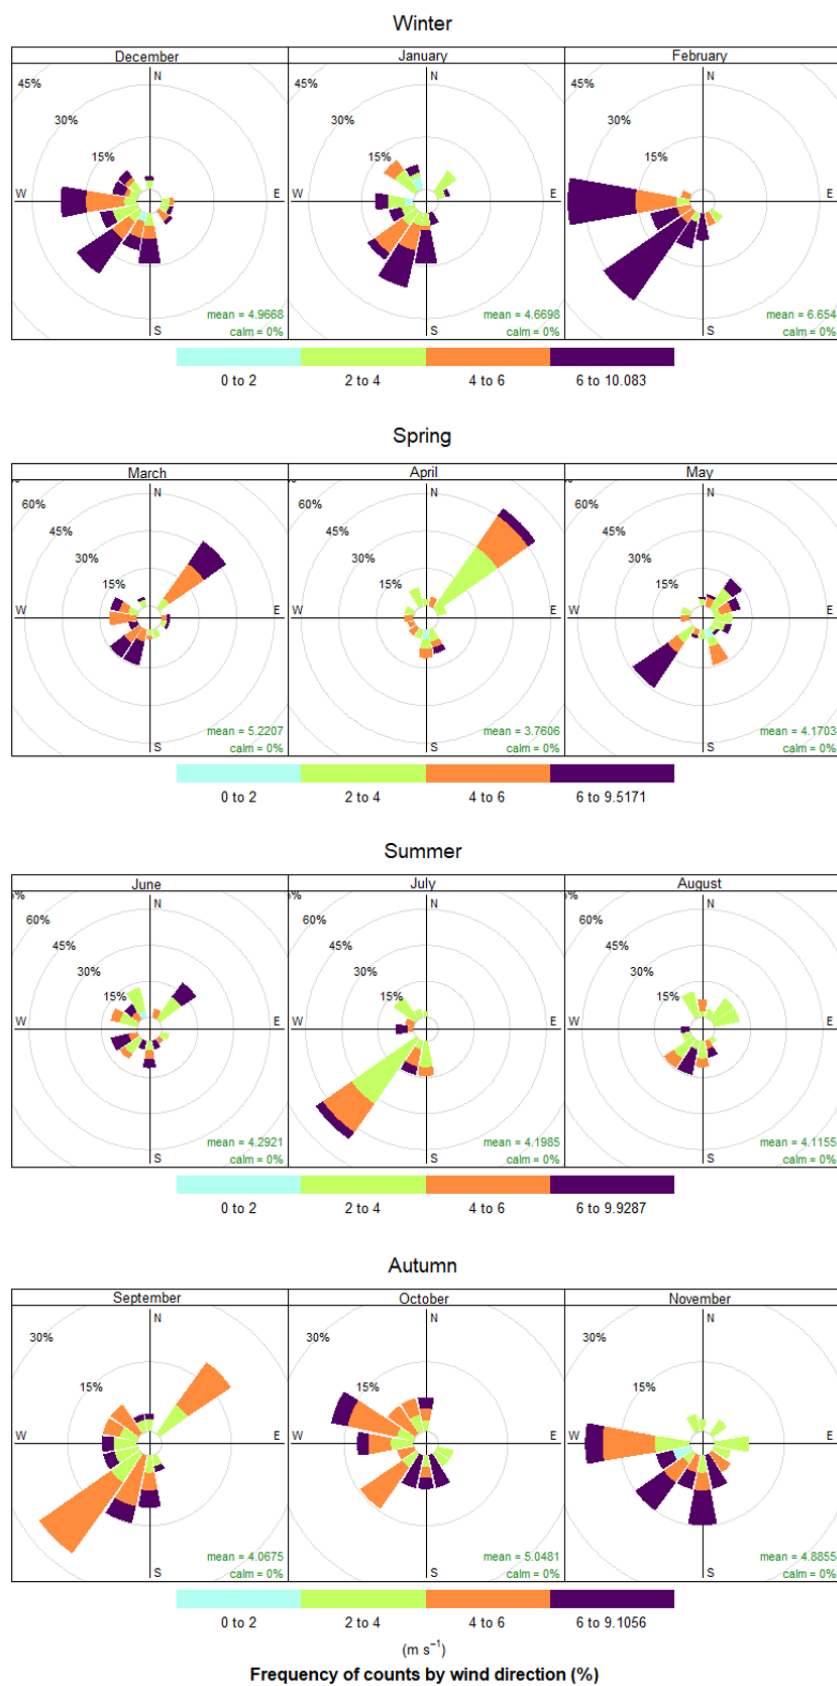 Winter
December January February
N N N
45% 45% 45%
30% 30% 30%
15% 15% 15%
W E W E W E
mean = 4.9668 mean = 4.6698 mean = 6.654
S calm = 0% S calm = 0% S calm = 0%
0 to 2 2 to 4 4 to 6 6 to 10.083
Spring
March April May
N N N
60% 60% 60%
45% 45% 45%
30% 30% 30%
15% 15% 15%
W E W E W E
mean = 5.2207 mean = 3.7606 mean = 4.1703
S calm = 0% S calm = 0% S calm = 0%
0 to 2 2 to 4 4 to 6 6 to 9.5171
Summer
June July August
N N N
60% 60% 60%
45% 45% 45%
30% 30% 30%
15% 15% 15%
W E W E W E
mean = 4.2921 mean = 4.1985 mean = 4.1155
S calm = 0% S calm = 0% S calm = 0%
0 to 2 2 to 4 4 to 6 6 to 9.9287
Autumn
September October November
N N N
30% 30% 30%
15% 15% 15%
W E W E W E
mean = 4.0675 mean = 5.0481 mean = 4.8855
S calm = 0% S calm = 0% S calm = 0%
0 to 2 2 to 4 4 to 6 6 to 9.1056
(m s⁻¹)
Frequency of counts by wind direction (%)